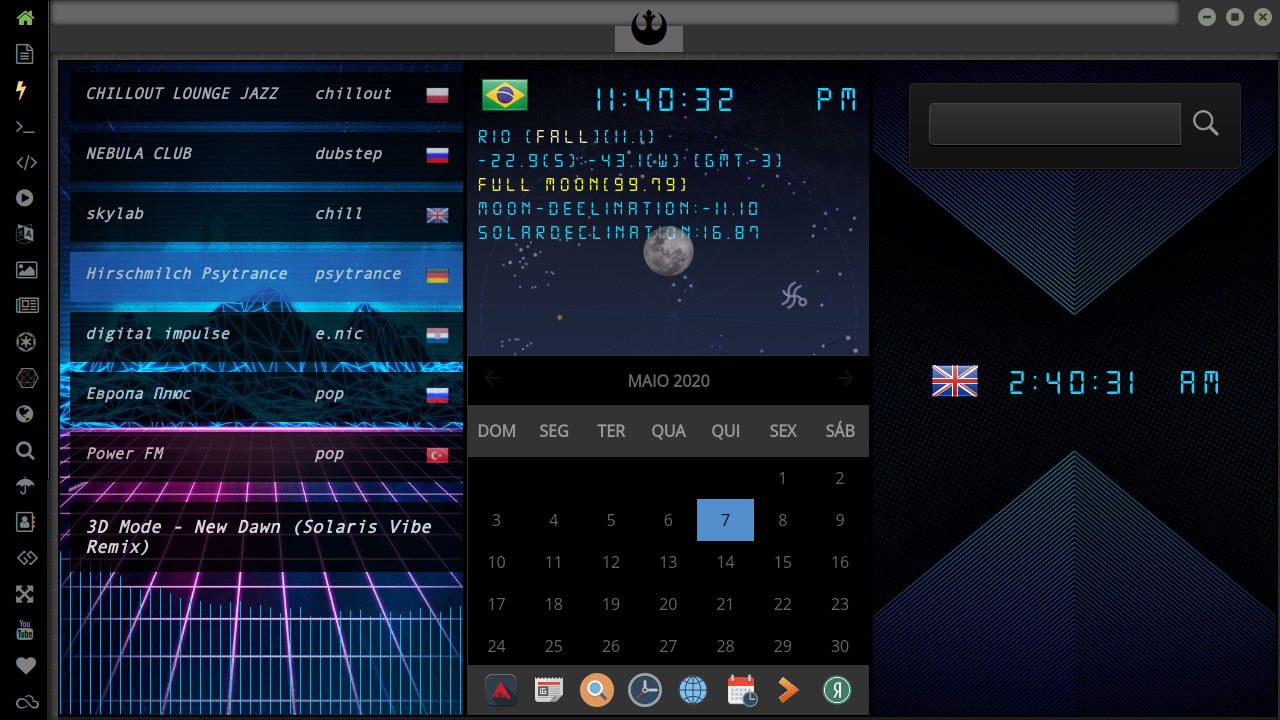 CHILLOUT LOUNGE JAZZ chillout
NEBULA CLUB dubstep
skylab chill
Hirschmilch Psytrance psytrance
digital impulse e.nic
Европа Плюс pop
Power FM pop
3D Mode - New Dawn (Solaris Vibe
Remix)
11:40:32 PM
RIO [FALL][11.1]
-22.9(S):-43.1(W) [GMT-3]
FULL MOON[99.79]
MOON-DECLINATION:-11.10
SOLARDECLINATION:16.87
MAIO 2020
DOM SEG TER QUA QUI SEX SÁB
1 2
3 4 5 6 7 8 9
10 11 12 13 14 15 16
17 18 19 20 21 22 23
24 25 26 27 28 29 30
2:40:31 AM
You
Tube
Я